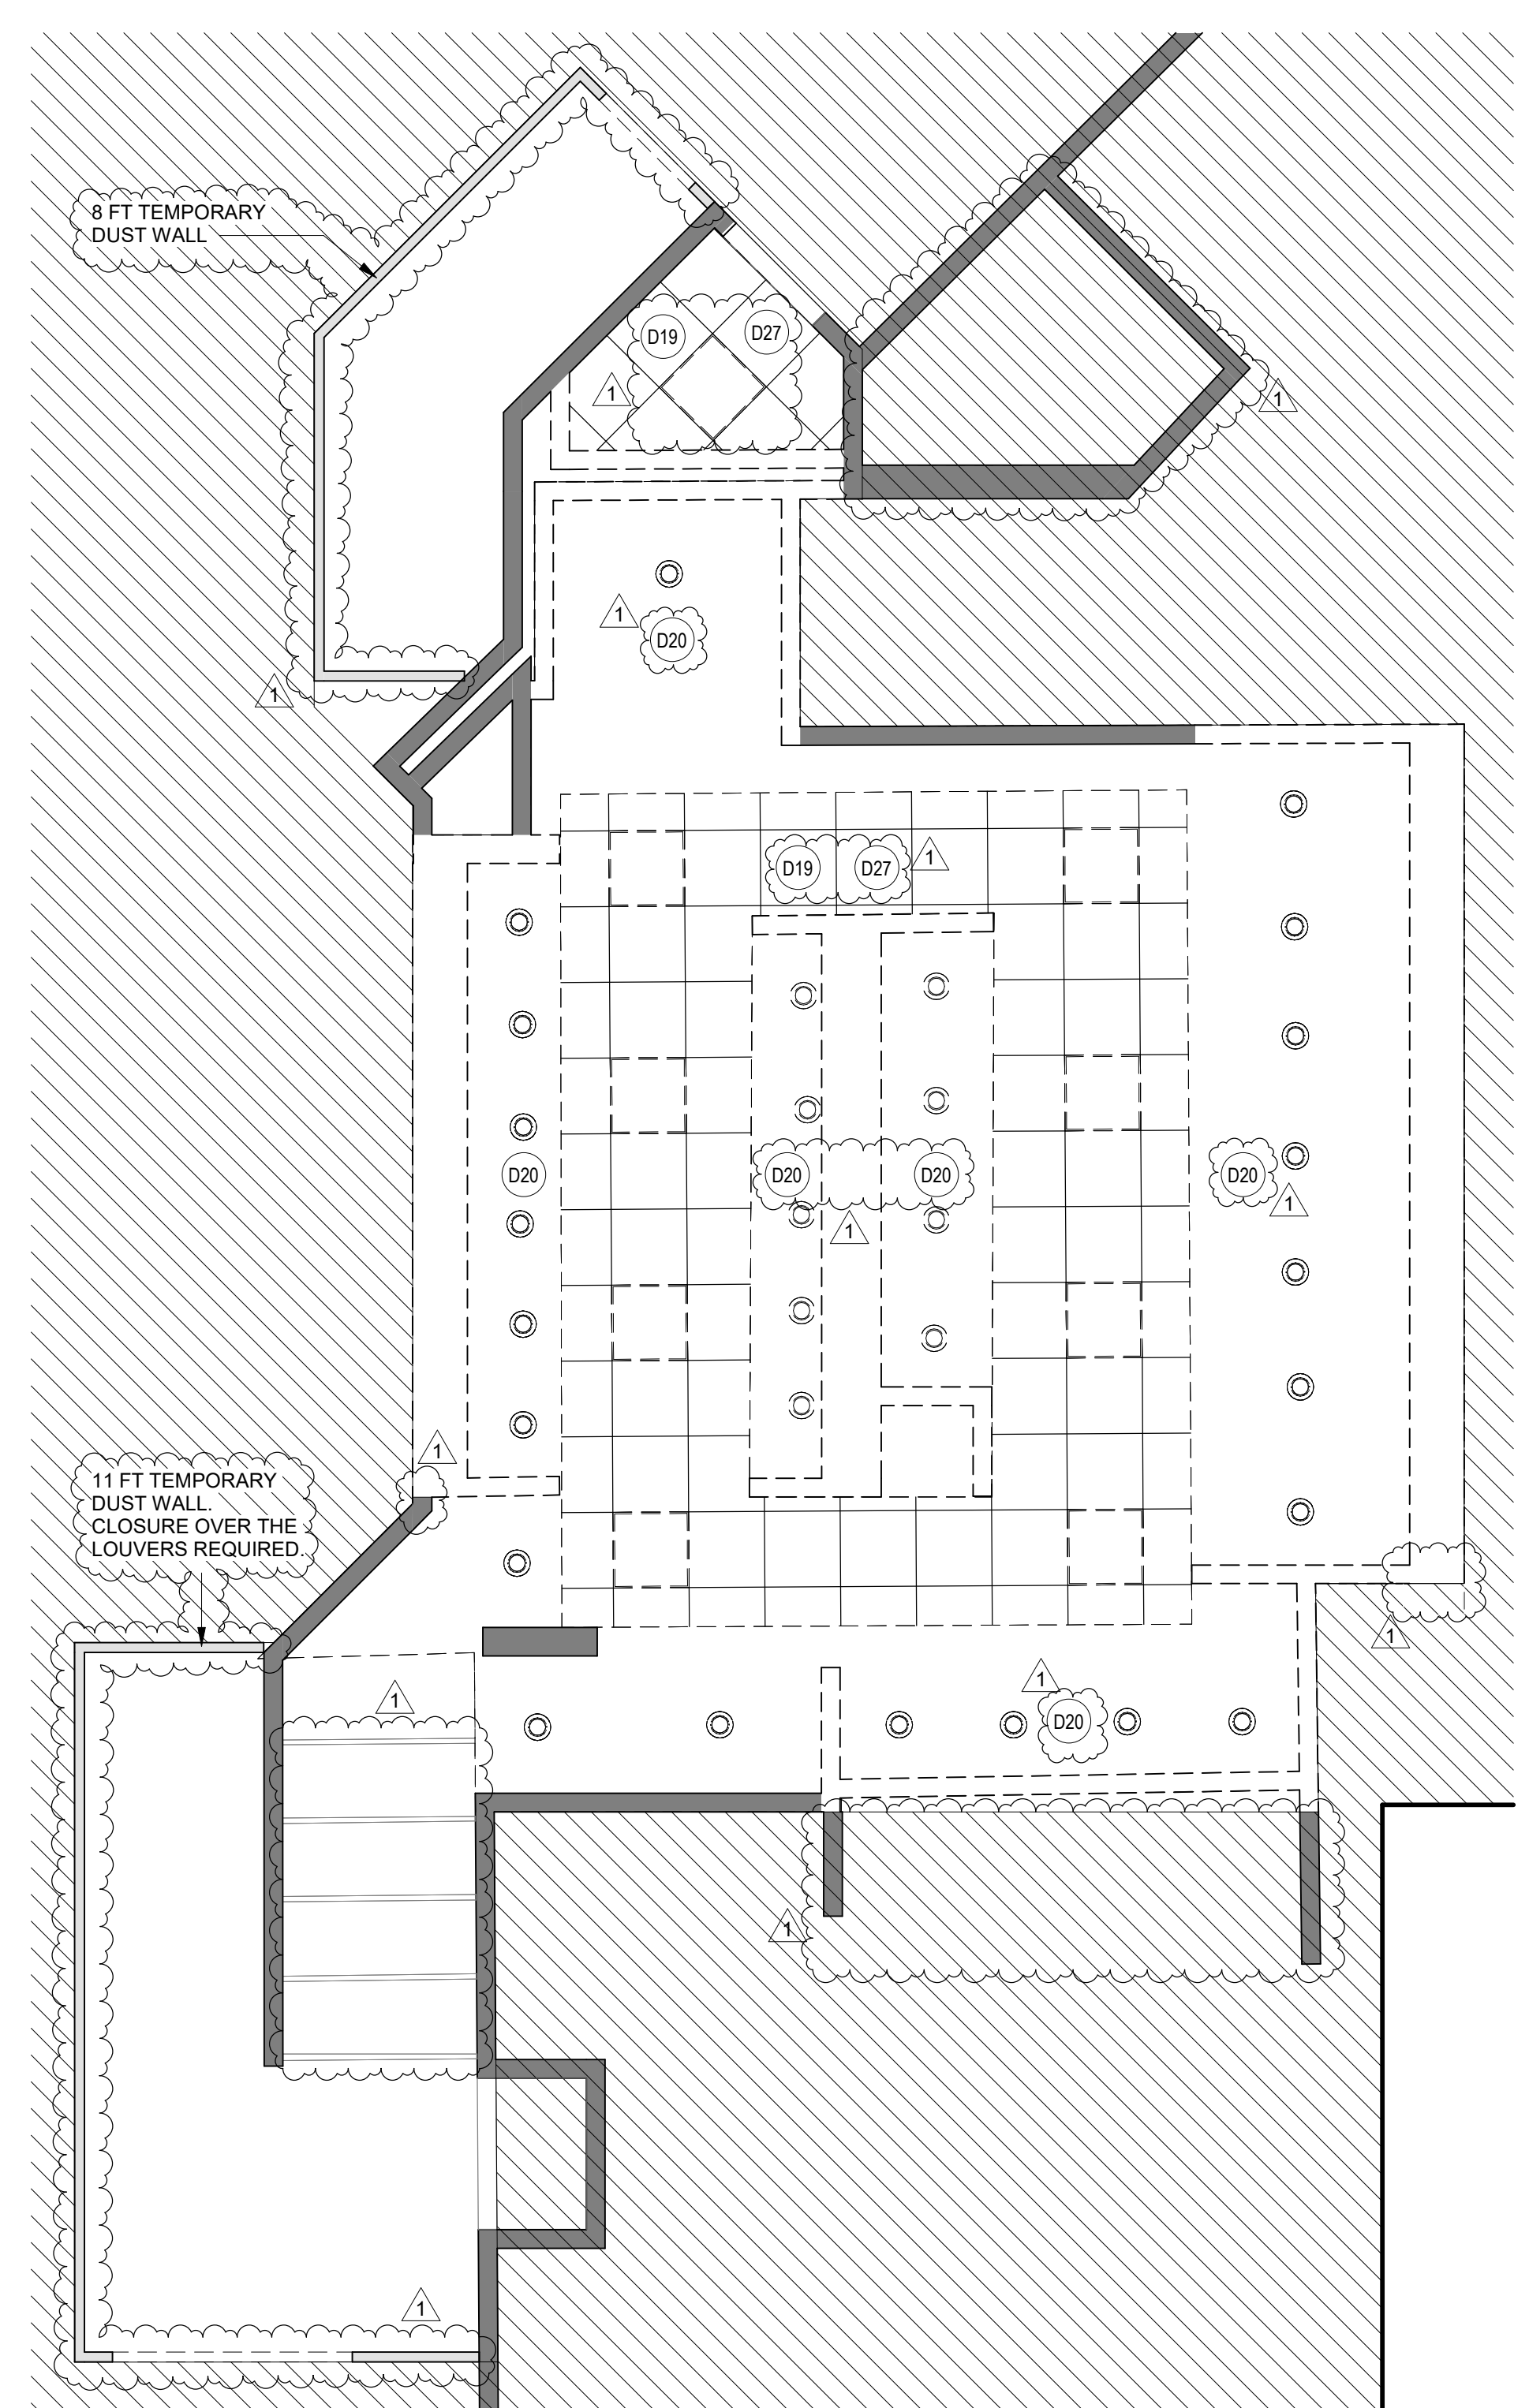 8 FT TEMPORARY
DUST WALL
D19
D27
1
1
1
D20
1
D19
D27
1
D20
D20
D20
D20
1
1
1
11 FT TEMPORARY
DUST WALL.
CLOSURE OVER THE
LOUVERS REQUIRED.
1
1
D20
1
1
1